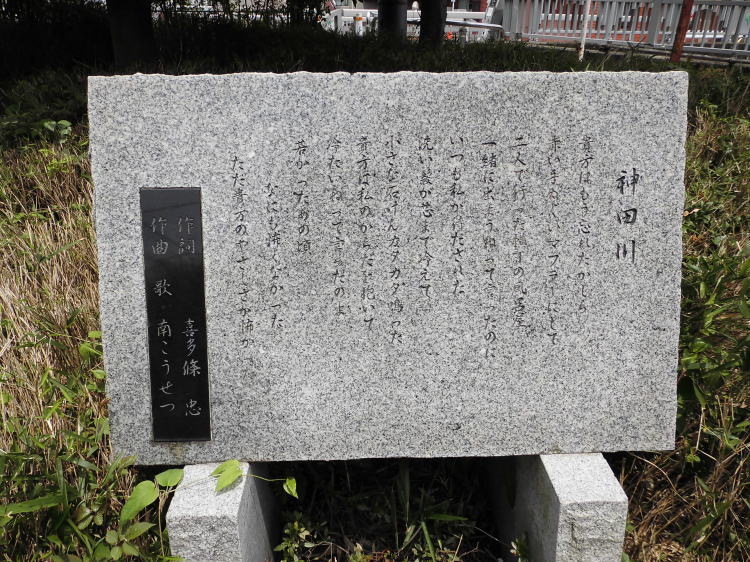 神田川
貴方はもう忘れたかしら
赤い手ぬぐいマフラーにして
二人で行った横丁の風呂屋
一緒に出ようねって言ったのに
いつも私が待たされた
洗い髪が芯まで冷えて
小さな石けんカタカタ鳴った
貴方は私のからだを抱いて
冷たいねって言ったのよ
若かったあの頃
なにも怖くなかった
ただ貴方のやさしさが怖かった
作詞 喜多條 忠
作曲 歌・南こうせつ